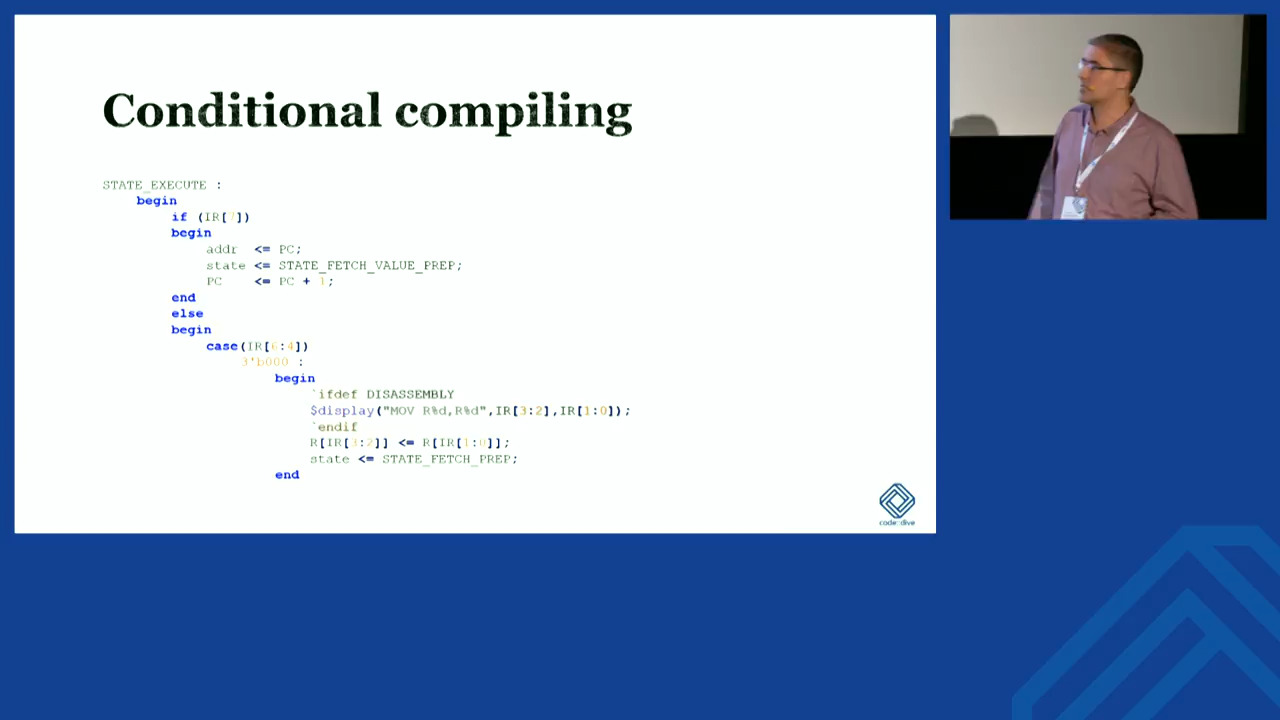 Conditional compiling
STATE_EXECUTE :
begin
if (IR[7])
begin
addr <= PC;
state <= STATE_FETCH_VALUE_PREP;
PC <= PC + 1;
end
else
begin
case(IR[6:4])
3'b000 :
begin
`ifdef DISASSEMBLY
$display("MOV R%d,R%d",IR[3:2],IR[1:0]);
`endif
R[IR[3:2]] <= R[IR[1:0]];
state <= STATE_FETCH_PREP;
end
code::dive